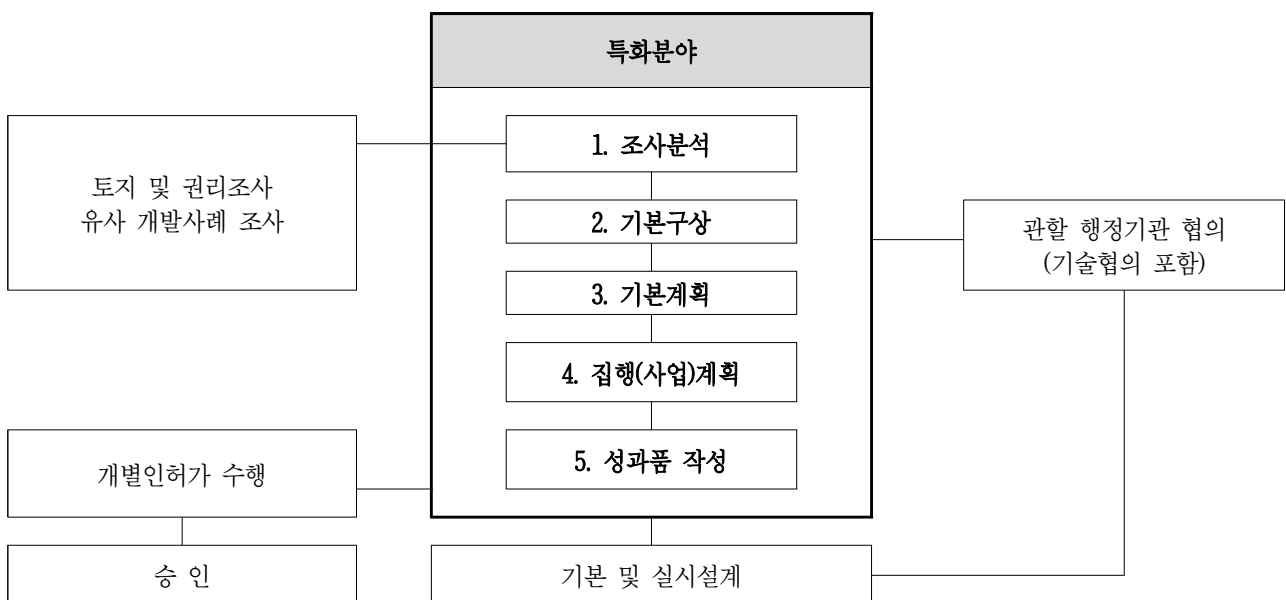 특화분야
1. 조사분석
토지 및 권리조사
유사 개발사례 조사
2. 기본구상
관할 행정기관 협의
(기술협의 포함)
3. 기본계획
4. 집행(사업)계획
5. 성과품 작성
개별인허가 수행
승 인
기본 및 실시설계